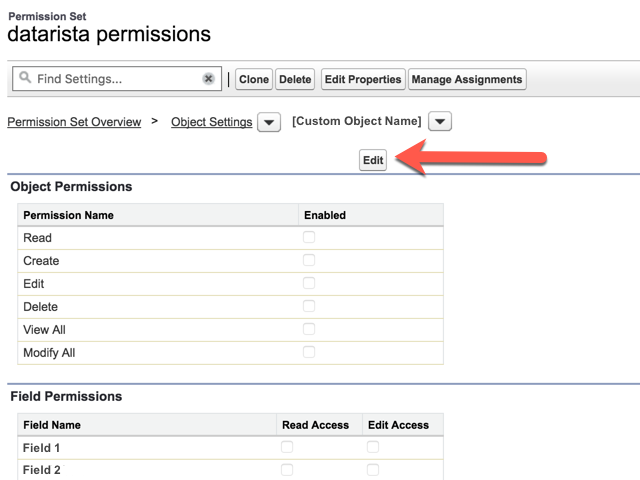 Permission Set
datarista permissions
Find Settings... | Clone Delete Edit Properties Manage Assignments
Permission Set Overview > Object Settings [Custom Object Name]
Edit
Object Permissions
Permission Name Enabled
Read
Create
Edit
Delete
View All
Modify All
Field Permissions
Field Name Read Access Edit Access
Field 1
Field 2